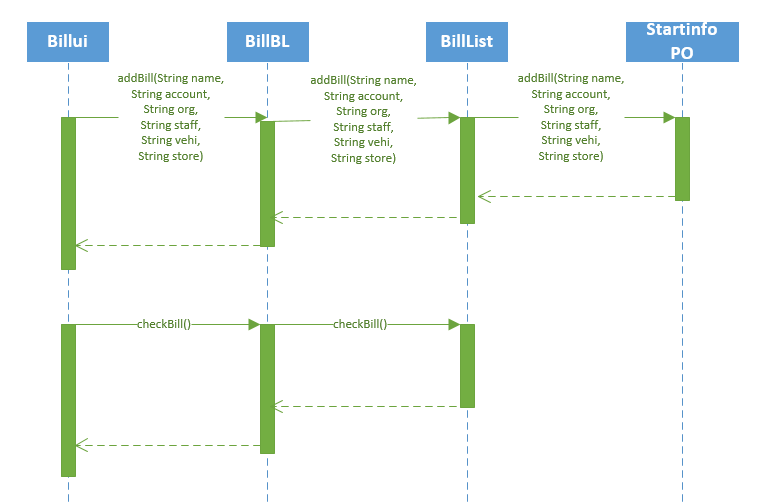 Billui
BillBL
BillList
Startinfo
PO
addBill(String name,
String account,
String org,
String staff,
String vehi,
String store)
addBill(String name,
String account,
String org,
String staff,
String vehi,
String store)
addBill(String name,
String account,
String org,
String staff,
String vehi,
String store)
checkBill()
checkBill()